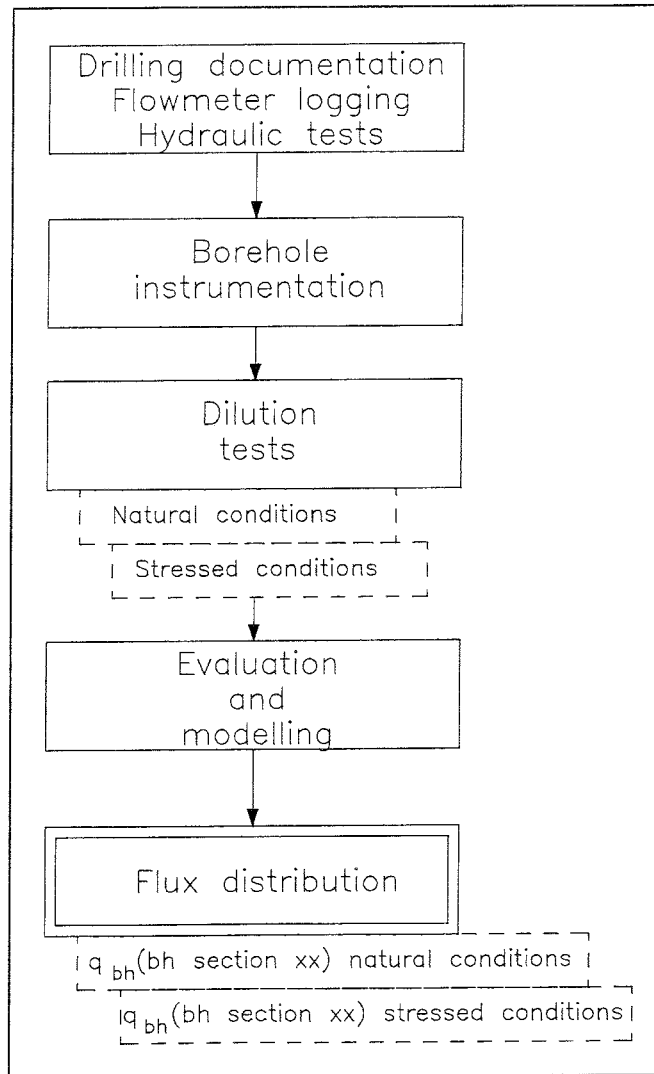 Drilling documentation
Flowmeter logging
Hydraulic tests
Borehole
instrumentation
Dilution
tests
Natural conditions
Stressed conditions
Evaluation
and
modelling
Flux distribution
q bh(bh section xx) natural conditions
q bh(bh section xx) stressed conditions